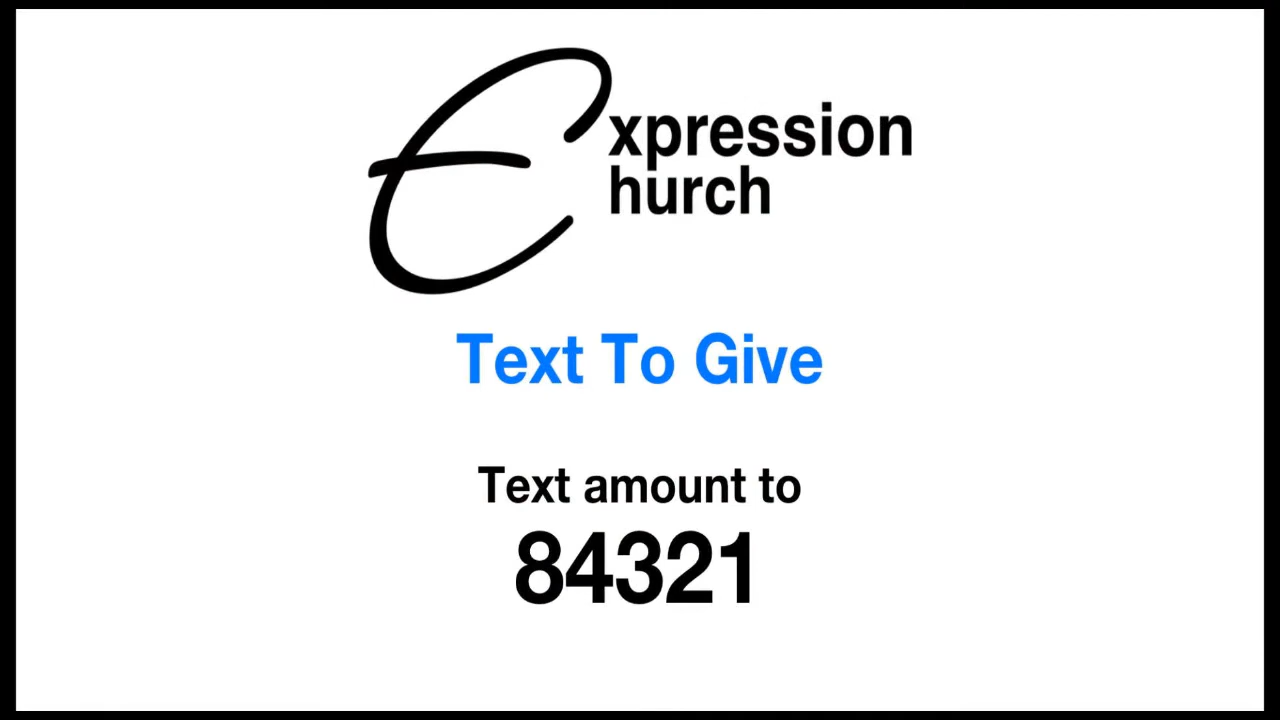 Expression
Church
Text To Give
Text amount to
84321